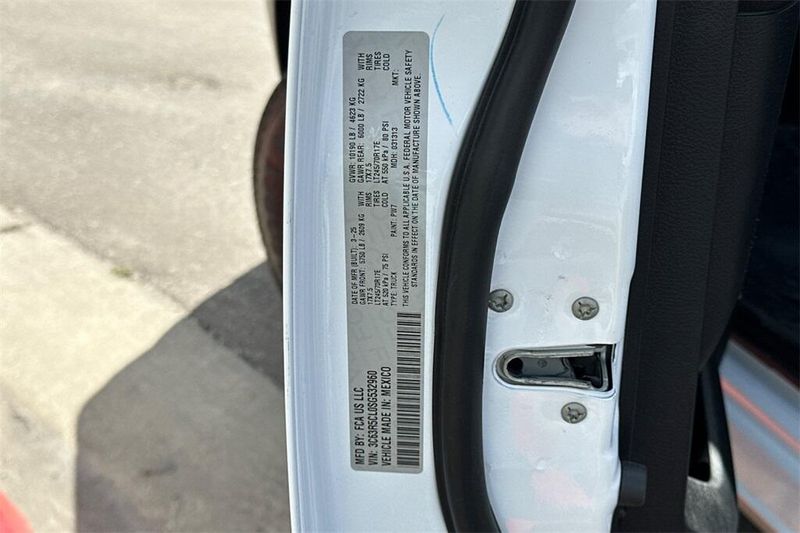 MFD BY: FCA US LLC
VIN: 3C63R5CL0SG532960
VEHICLE MADE IN: MEXICO
DATE OF MFR (BUILT): 3-25
GVWR: 10190 LB / 4623 KG
GAWR FRONT: 5750 LB / 2609 KG WITH
GAWR REAR: 6000 LB / 2722 KG WITH
17X7.5 RIMS
17X7.5 RIMS
LT245/70R17E TIRES
LT245/70R17E TIRES
AT 520 kPa / 75 PSI COLD
AT 550 kPa / 80 PSI COLD
TYPE: TRUCK PAINT: PW7 MDH: 031313 MKT:
THIS VEHICLE CONFORMS TO ALL APPLICABLE U.S.A. FEDERAL MOTOR VEHICLE SAFETY
STANDARDS IN EFFECT ON THE DATE OF MANUFACTURE SHOWN ABOVE.